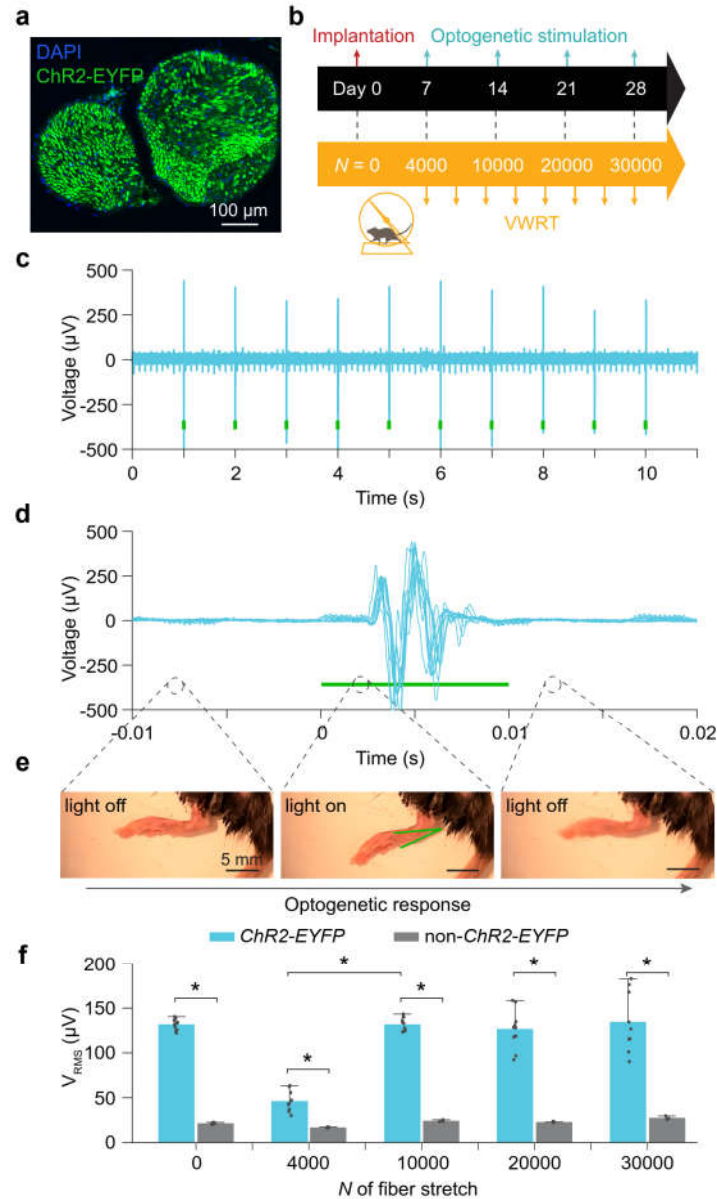 a
DAPI
ChR2-EYFP
100 µm
b
Implantation
Optogenetic stimulation
Day 0
7
14
21
28
N = 0
4000
10000
20000
30000
VWRT
c
Voltage (µV)
500
250
0
-250
-500
0
2
4
6
8
10
Time (s)
d
Voltage (µV)
500
250
0
-250
-500
-0.01
0
0.01
0.02
Time (s)
e
light off
5 mm
light on
light off
Optogenetic response
ChR2-EYFP
non-ChR2-EYFP
f
V_RMS (µV)
200
150
100
50
0
*
*
*
*
*
*
0
4000
10000
20000
30000
N of fiber stretch